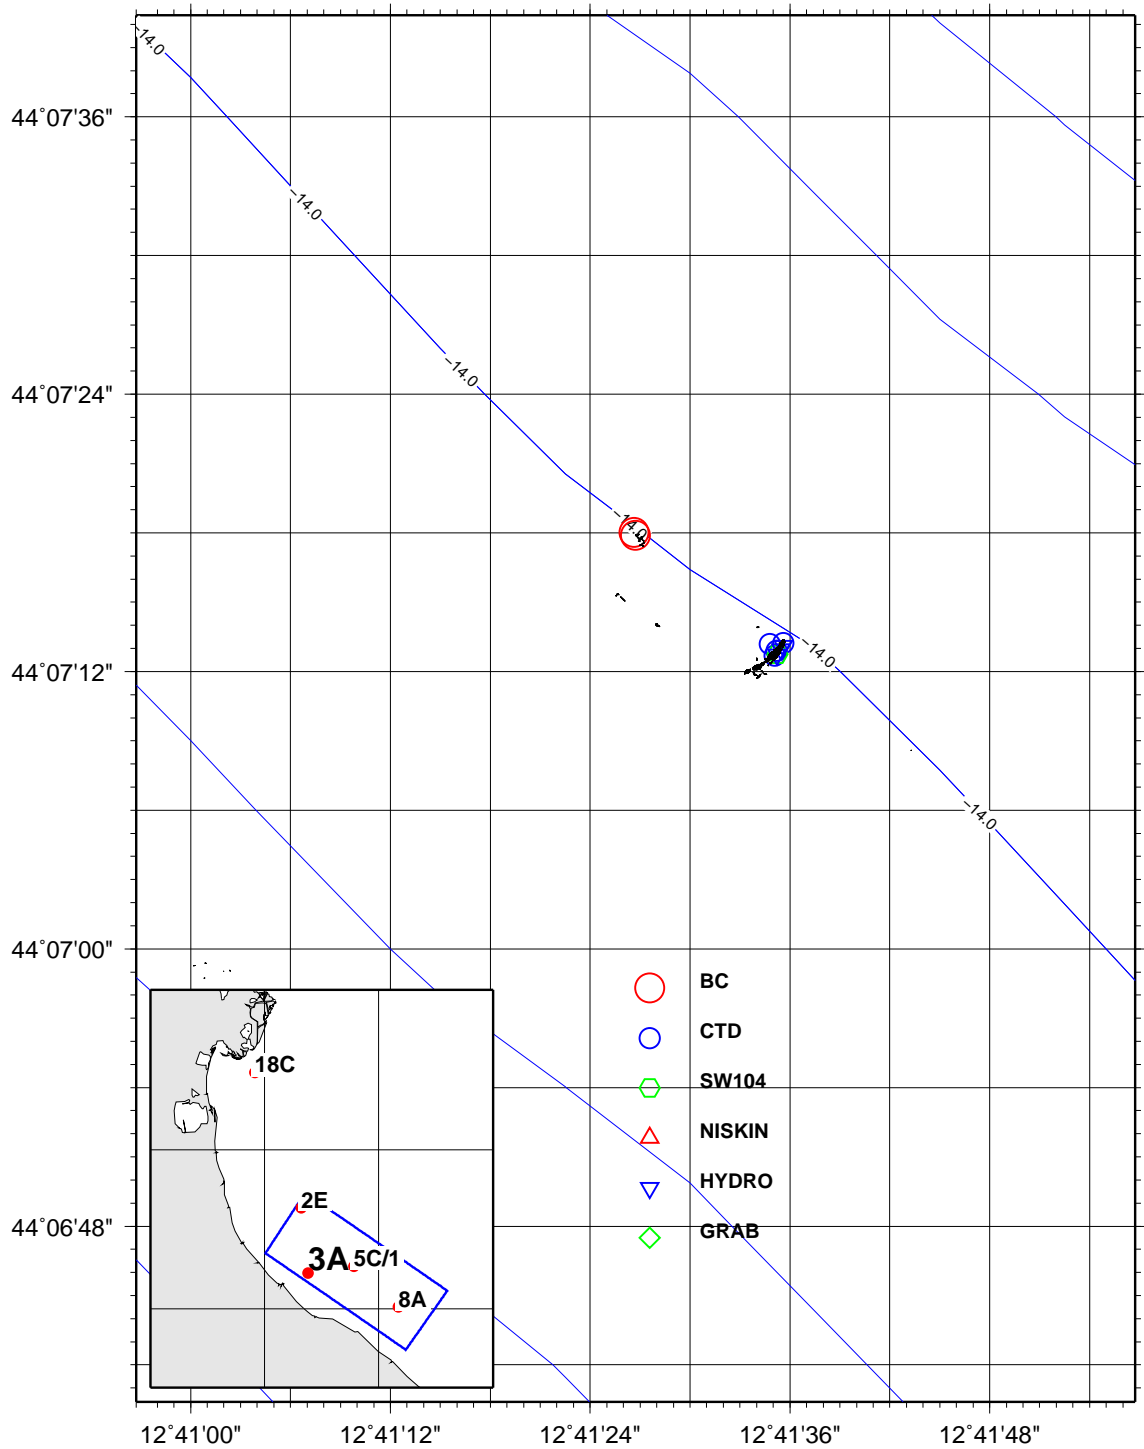 −14.0
44°07'36"
−14.0
−14.0
44°07'24"
−14.0
−14.0
44°07'12"
−14.0
44°07'00"
BC
CTD
SW104
NISKIN
HYDRO
GRAB
18C
2E
3A
5C/1
8A
44°06'48"
12°41'00"
12°41'12"
12°41'24"
12°41'36"
12°41'48"